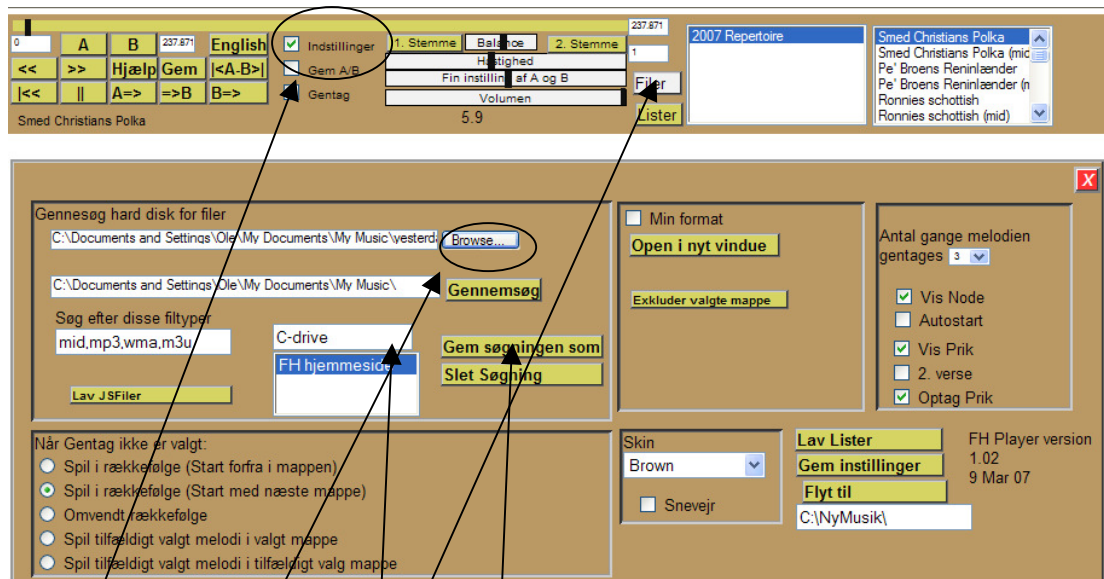 237.871
0 A B 237.871 English
Indstillinger
1. Stemme Balance 2. Stemme
1
2007 Repertoire
Smed Christians Polka
Smed Christians Polka (mid
Pe' Broens Reninlænder
Pe' Broens Reninlænder (n
Ronnies schottish
Ronnies schottish (mid)
<< >> Hjælp Gem |<A-B>|
Gem A/B
Hastighed
Fin instilling af A og B
Filer
|<< || A=> =>B B=>
Gentag
Volumen
Smed Christians Polka
5.9
Lister
X
Gennesøg hard disk for filer
C:\Documents and Settings\Ole\My Documents\My Music\yesterda
Browse...
C:\Documents and Settings\Ole\My Documents\My Music\
Gennemsøg
Søg efter disse filtyper
mid,mp3,wma,m3u
C-drive
FH hjemmeside
Gem søgningen som
Slet Søgning
Lav JSFiler
Min format
Open i nyt vindue
Exkluder valgte mappe
Antal gange melodien
gentages 3
Vis Node
Autostart
Vis Prik
2. verse
Optag Prik
Når Gentag ikke er valgt:
Spil i rækkefølge (Start forfra i mappen)
Spil i rækkefølge (Start med næste mappe)
Omvendt rækkefølge
Spil tilfældigt valgt melodi i valgt mappe
Spil tilfældigt valgt melodi i tilfældigt valg mappe
Skin
Brown
Snevejr
Lav Lister
Gem instillinger
Flyt til
C:\NyMusik\
FH Player version
1.02
9 Mar 07